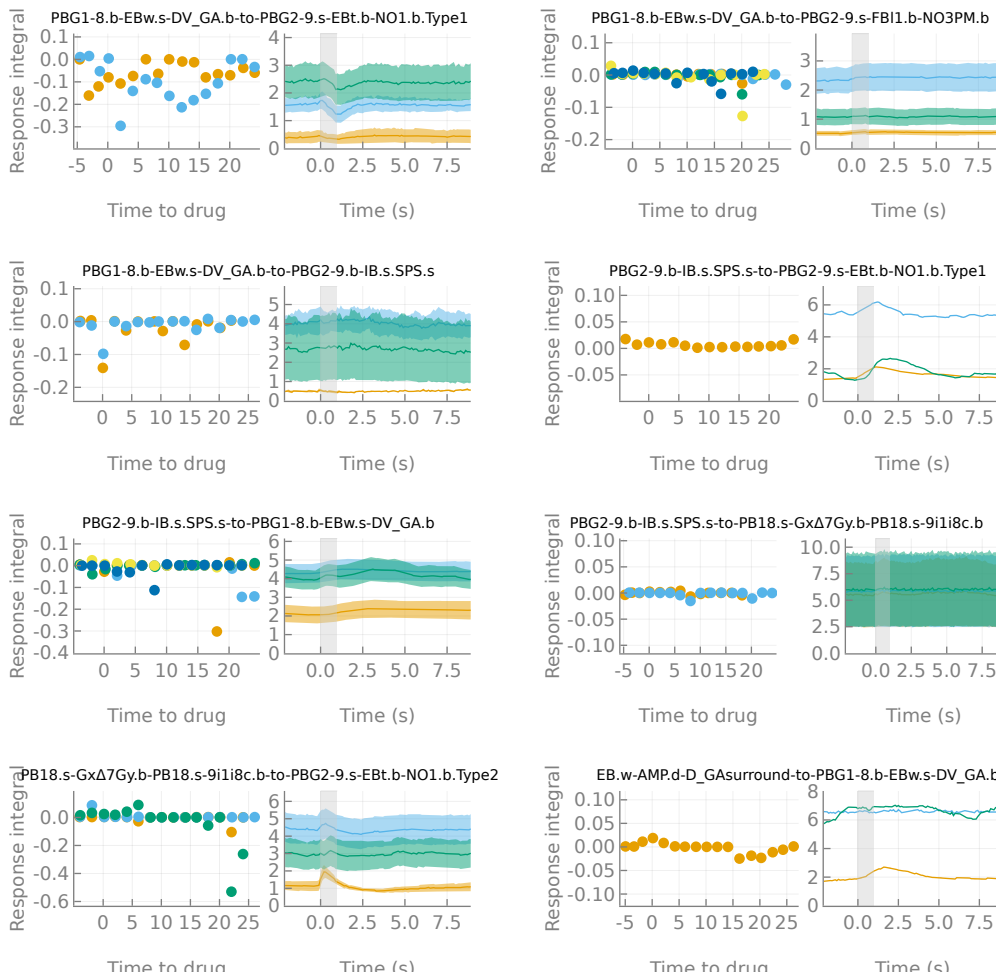 PBG1-8.b-EBw.s-DV_GA.b-to-PBG2-9.s-EBt.b-NO1.b.Type1
Response integral
0.1
0.0
-0.1
-0.2
-0.3
-5 0 5 10 15 20
Time to drug
4
3
2
1
0
0.0 2.5 5.0 7.5
Time (s)
PBG1-8.b-EBw.s-DV_GA.b-to-PBG2-9.s-FBl1.b-NO3PM.b
Response integral
0.1
0.0
-0.1
-0.2
0 5 10 15 20 25
Time to drug
3
2
1
0
0.0 2.5 5.0 7.5
Time (s)
PBG1-8.b-EBw.s-DV_GA.b-to-PBG2-9.b-IB.s.SPS.s
Response integral
0.1
0.0
-0.1
-0.2
0 5 10 15 20
Time to drug
5
4
3
2
1
0
0.0 2.5 5.0 7.5
Time (s)
PBG2-9.b-IB.s.SPS.s-to-PBG2-9.s-EBt.b-NO1.b.Type1
Response integral
0.10
0.05
0.00
-0.05
0 5 10 15 20
Time to drug
6
4
2
0
0.0 2.5 5.0 7.5
Time (s)
PBG2-9.b-IB.s.SPS.s-to-PBG1-8.b-EBw.s-DV_GA.b
Response integral
0.1
0.0
-0.1
-0.2
-0.3
-0.4
0 5 10 15 20
Time to drug
6
5
4
3
2
1
0
0.0 2.5 5.0 7.5
Time (s)
PBG2-9.b-IB.s.SPS.s-to-PB18.s-GxΔ7Gy.b-PB18.s-9i1i8c.b
Response integral
0.10
0.05
0.00
-0.05
-0.10
-5 0 5 10 15 20
Time to drug
10.0
7.5
5.0
2.5
0.0
0.0 2.5 5.0 7.5
Time (s)
PB18.s-GxΔ7Gy.b-PB18.s-9i1i8c.b-to-PBG2-9.s-EBt.b-NO1.b.Type2
Response integral
0.0
-0.2
-0.4
-0.6
0 5 10 15 20 25
Time to drug
6
5
4
3
2
1
0
0.0 2.5 5.0 7.5
Time (s)
EB.w-AMP.d-D_GAsurround-to-PBG1-8.b-EBw.s-DV_GA.b
Response integral
0.10
0.05
0.00
-0.05
-0.10
-5 0 5 10 15 20 25
Time to drug
8
6
4
2
0
0.0 2.5 5.0 7.5
Time (s)